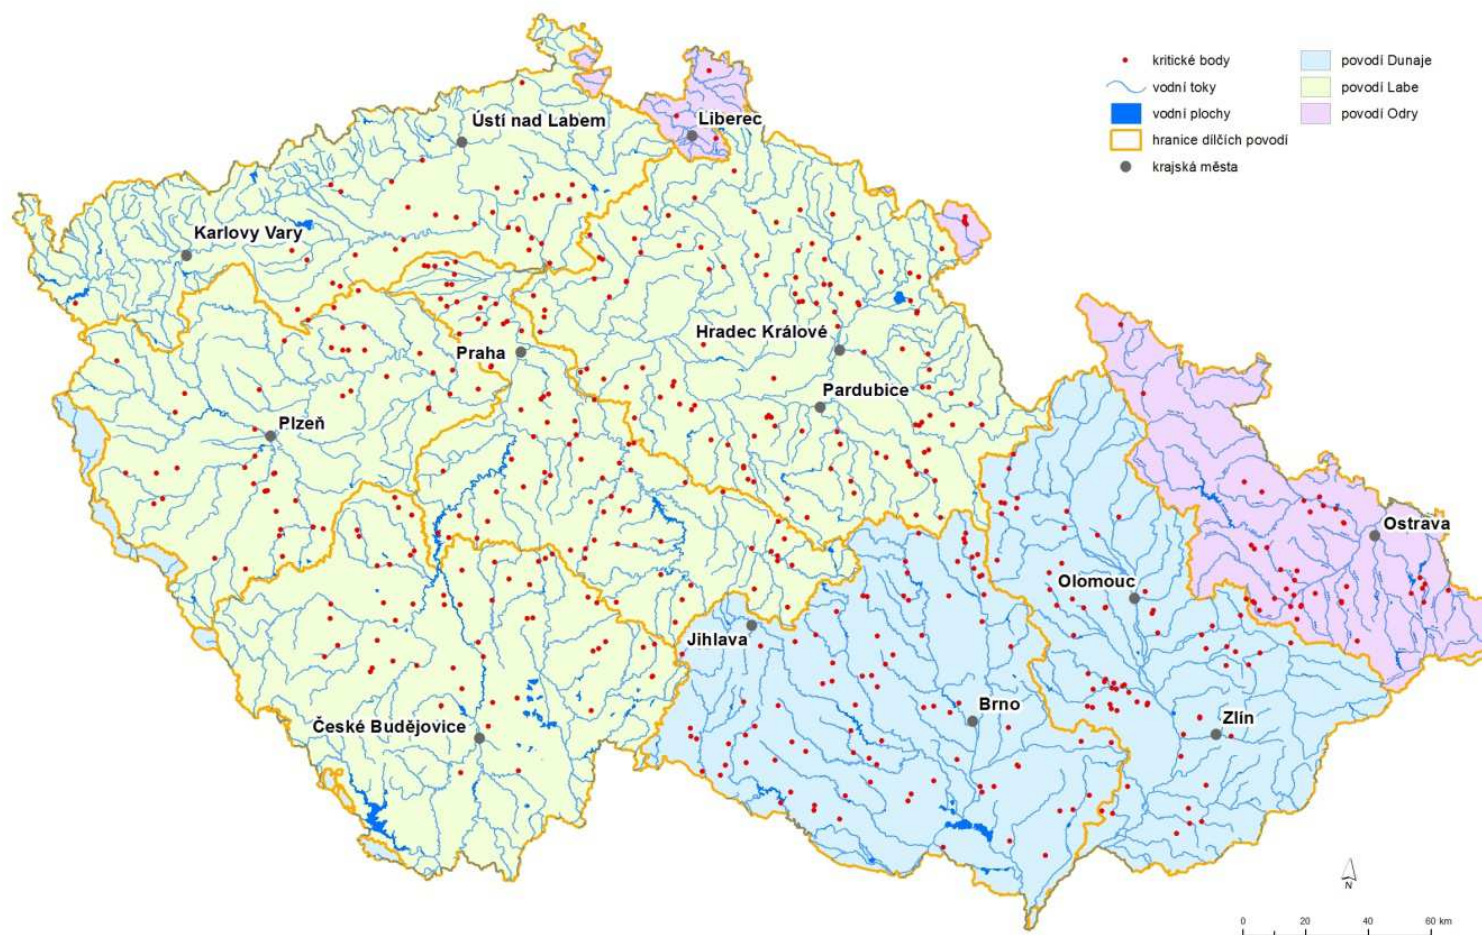 kritické body
vodní toky
vodní plochy
hranice dílčích povodí
krajská města
povodí Dunaje
povodí Labe
povodí Odry
Ústí nad Labem
Liberec
Karlovy Vary
Hradec Králové
Praha
Pardubice
Plzeň
Ostrava
Olomouc
Jihlava
Brno
Zlín
České Budějovice
N
0 20 40 60 km